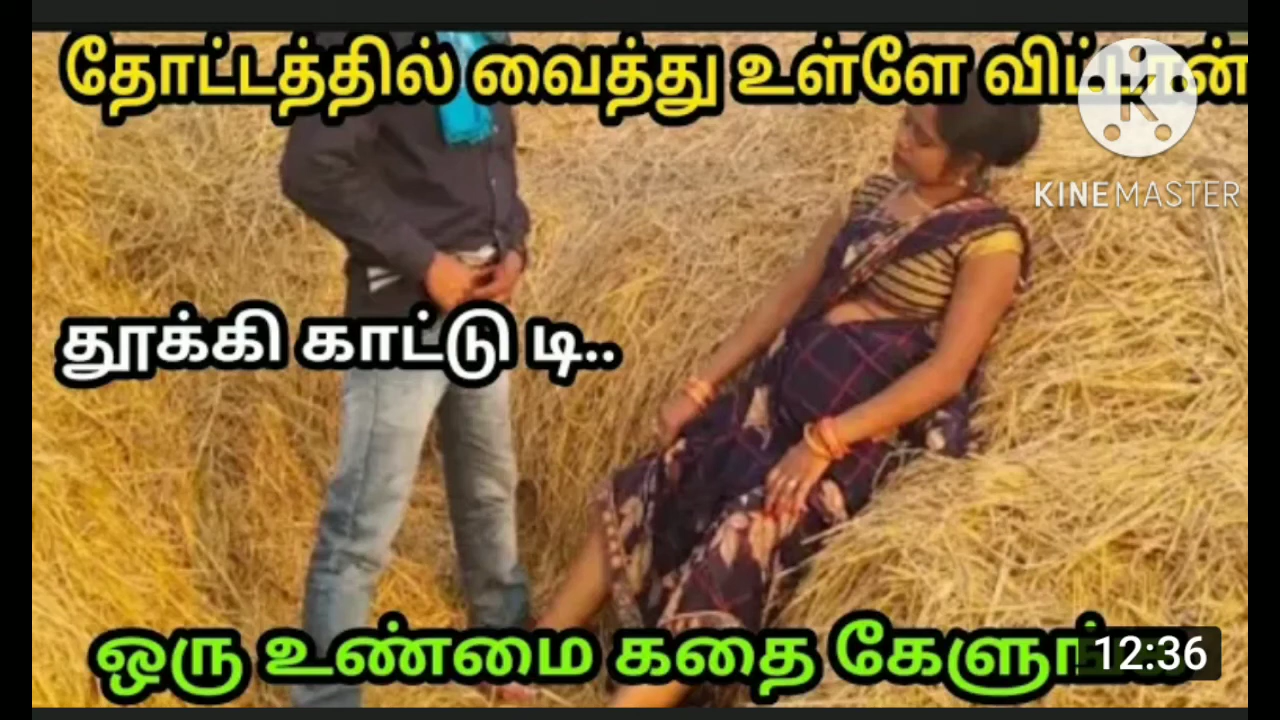 தோட்டத்தில் வைத்து உள்ளே
KINEMASTER
தூக்கி காட்டு டி..
ஒரு உண்மை கதை
12:36